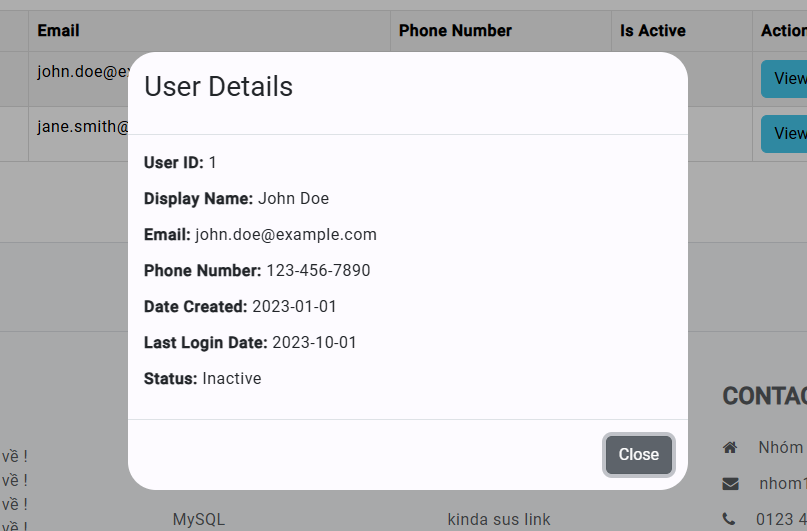 Email Phone Number Is Active Action
john.doe@ex View
jane.smith@ View
User Details
User ID: 1
Display Name: John Doe
Email: john.doe@example.com
Phone Number: 123-456-7890
Date Created: 2023-01-01
Last Login Date: 2023-10-01
Status: Inactive
Close
CONTAC
về ! Nhóm
về ! nhom1
về !
về ! MySQL kinda sus link 0123 4